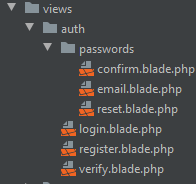 views
auth
passwords
confirm.blade.php
email.blade.php
reset.blade.php
login.blade.php
register.blade.php
verify.blade.php